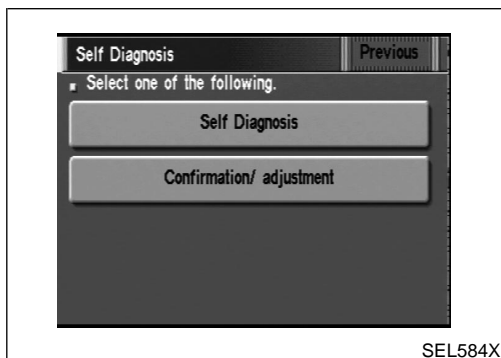 Self Diagnosis Previous
Select one of the following.
Self Diagnosis
Confirmation/ adjustment
SEL584X